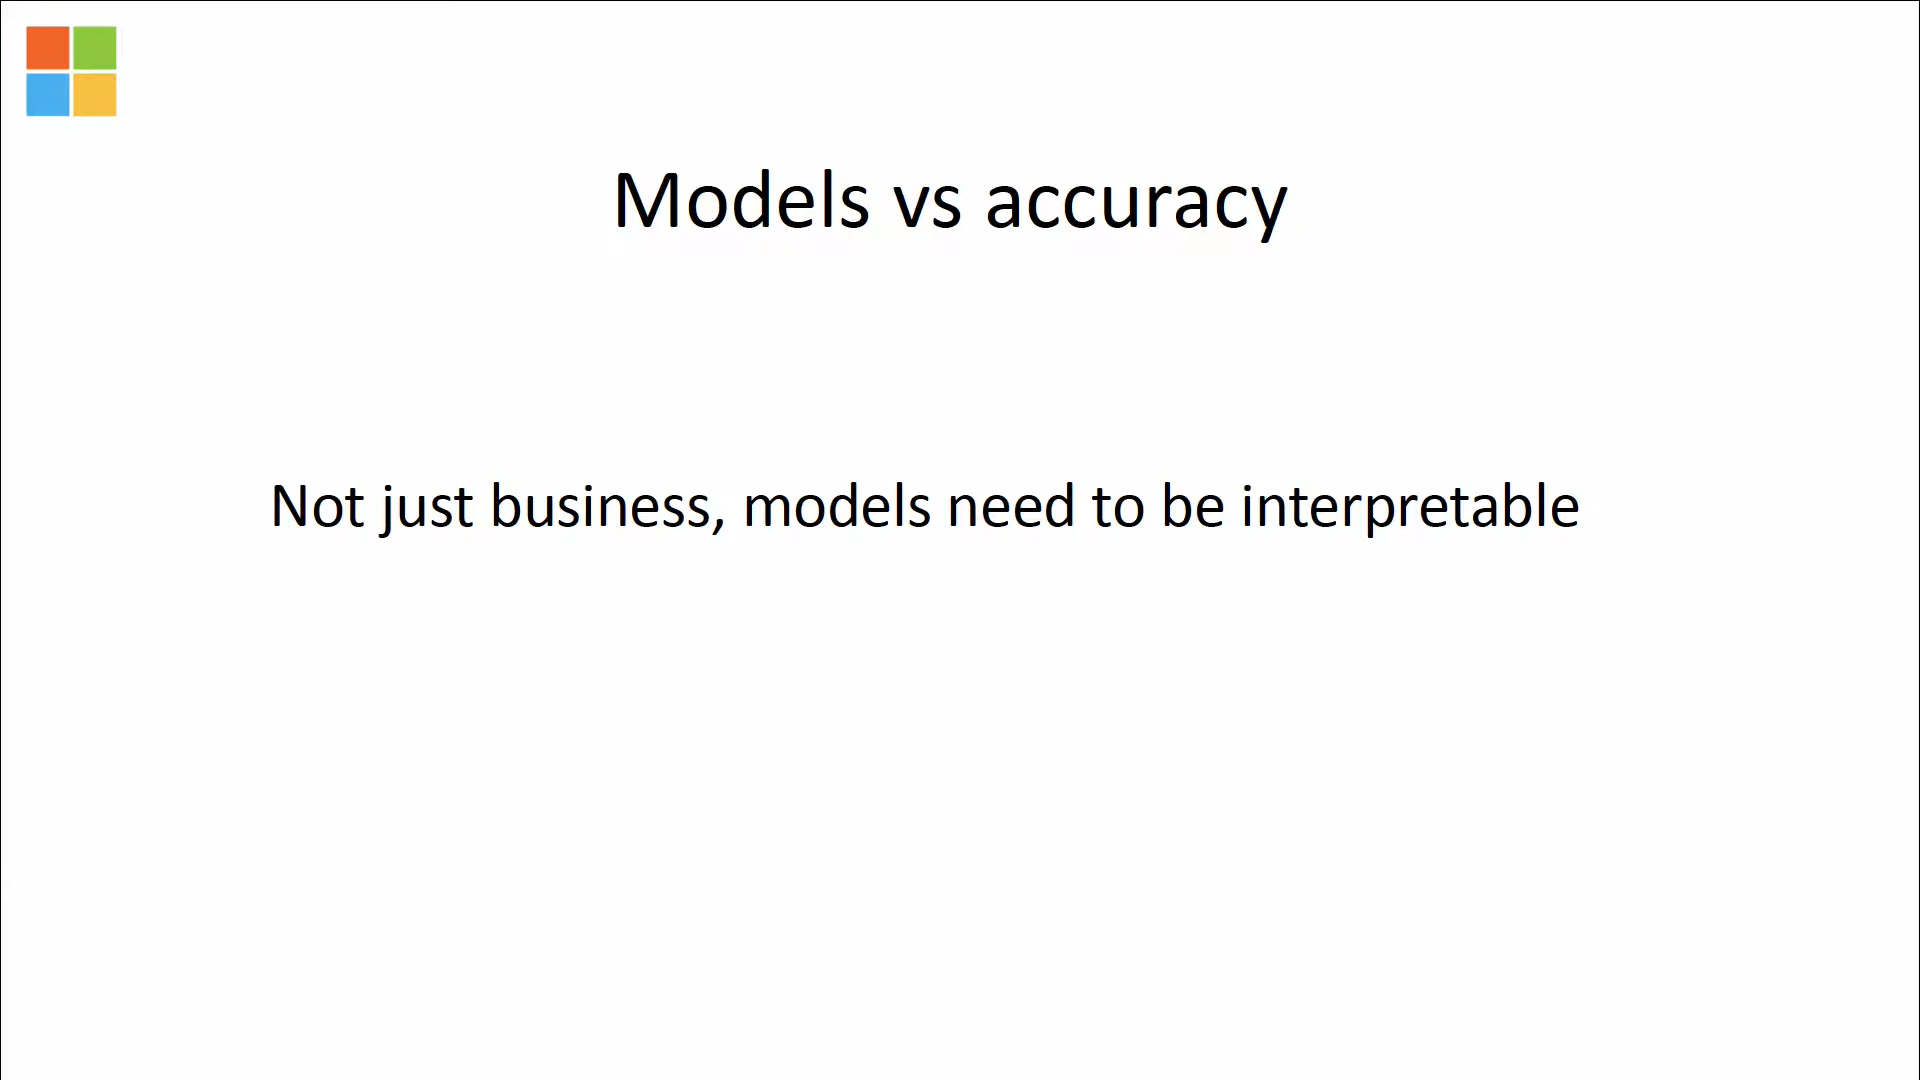 Models vs accuracy
Not just business, models need to be interpretable